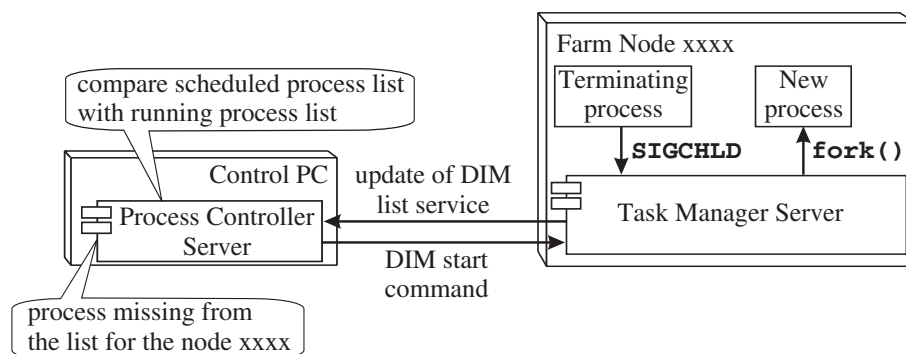 Farm Node xxxx
Terminating
process
New
process
SIGCHLD
fork()
Task Manager Server
compare scheduled process list
with running process list
Control PC
Process Controller
Server
update of DIM
list service
DIM start
command
process missing from
the list for the node xxxx